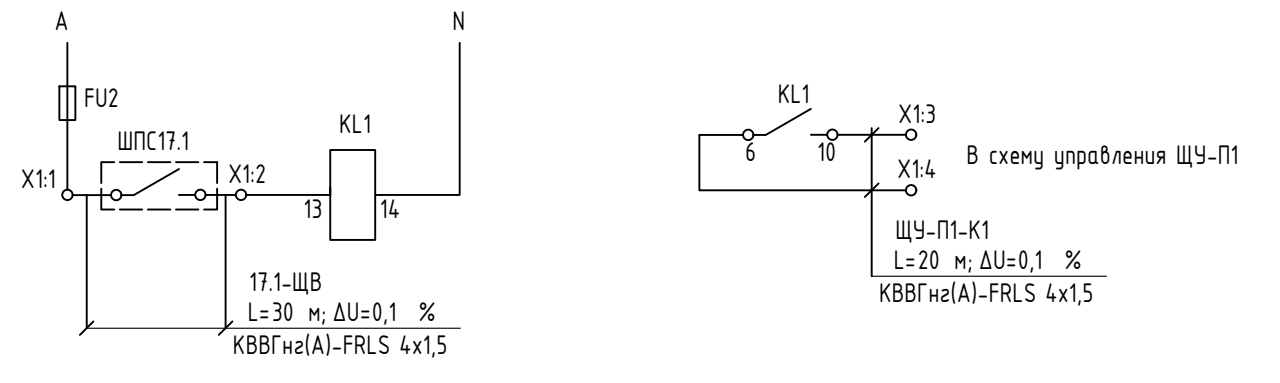 A
N
FU2
ШПС17.1
KL1
X1:1
X1:2
13
14
17.1-ЩВ
L=30 м; ΔU=0,1 %
КВВГнг(А)-FRLS 4x1,5
KL1
6
10
X1:3
X1:4
В схему управления ЩУ-П1
ЩУ-П1-К1
L=20 м; ΔU=0,1 %
КВВГнг(А)-FRLS 4x1,5